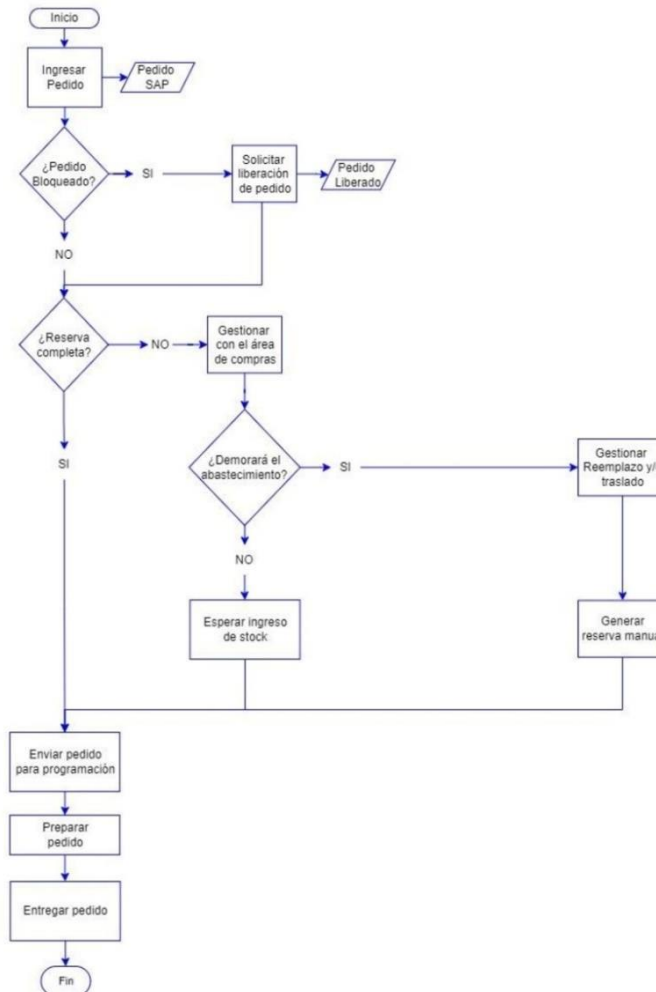 Inicio
Ingresar
Pedido
Pedido
SAP
¿Pedido
Bloqueado?
SI
Solicitar
liberación
de pedido
Pedido
Liberado
NO
¿Reserva
completa?
NO
Gestionar
con el área
de compras
SI
¿Demorará el
abastecimiento?
SI
Gestionar
Reemplazo y/
traslado
NO
Esperar ingreso
de stock
Generar
reserva manua
Enviar pedido
para programación
Preparar
pedido
Entregar pedido
Fin